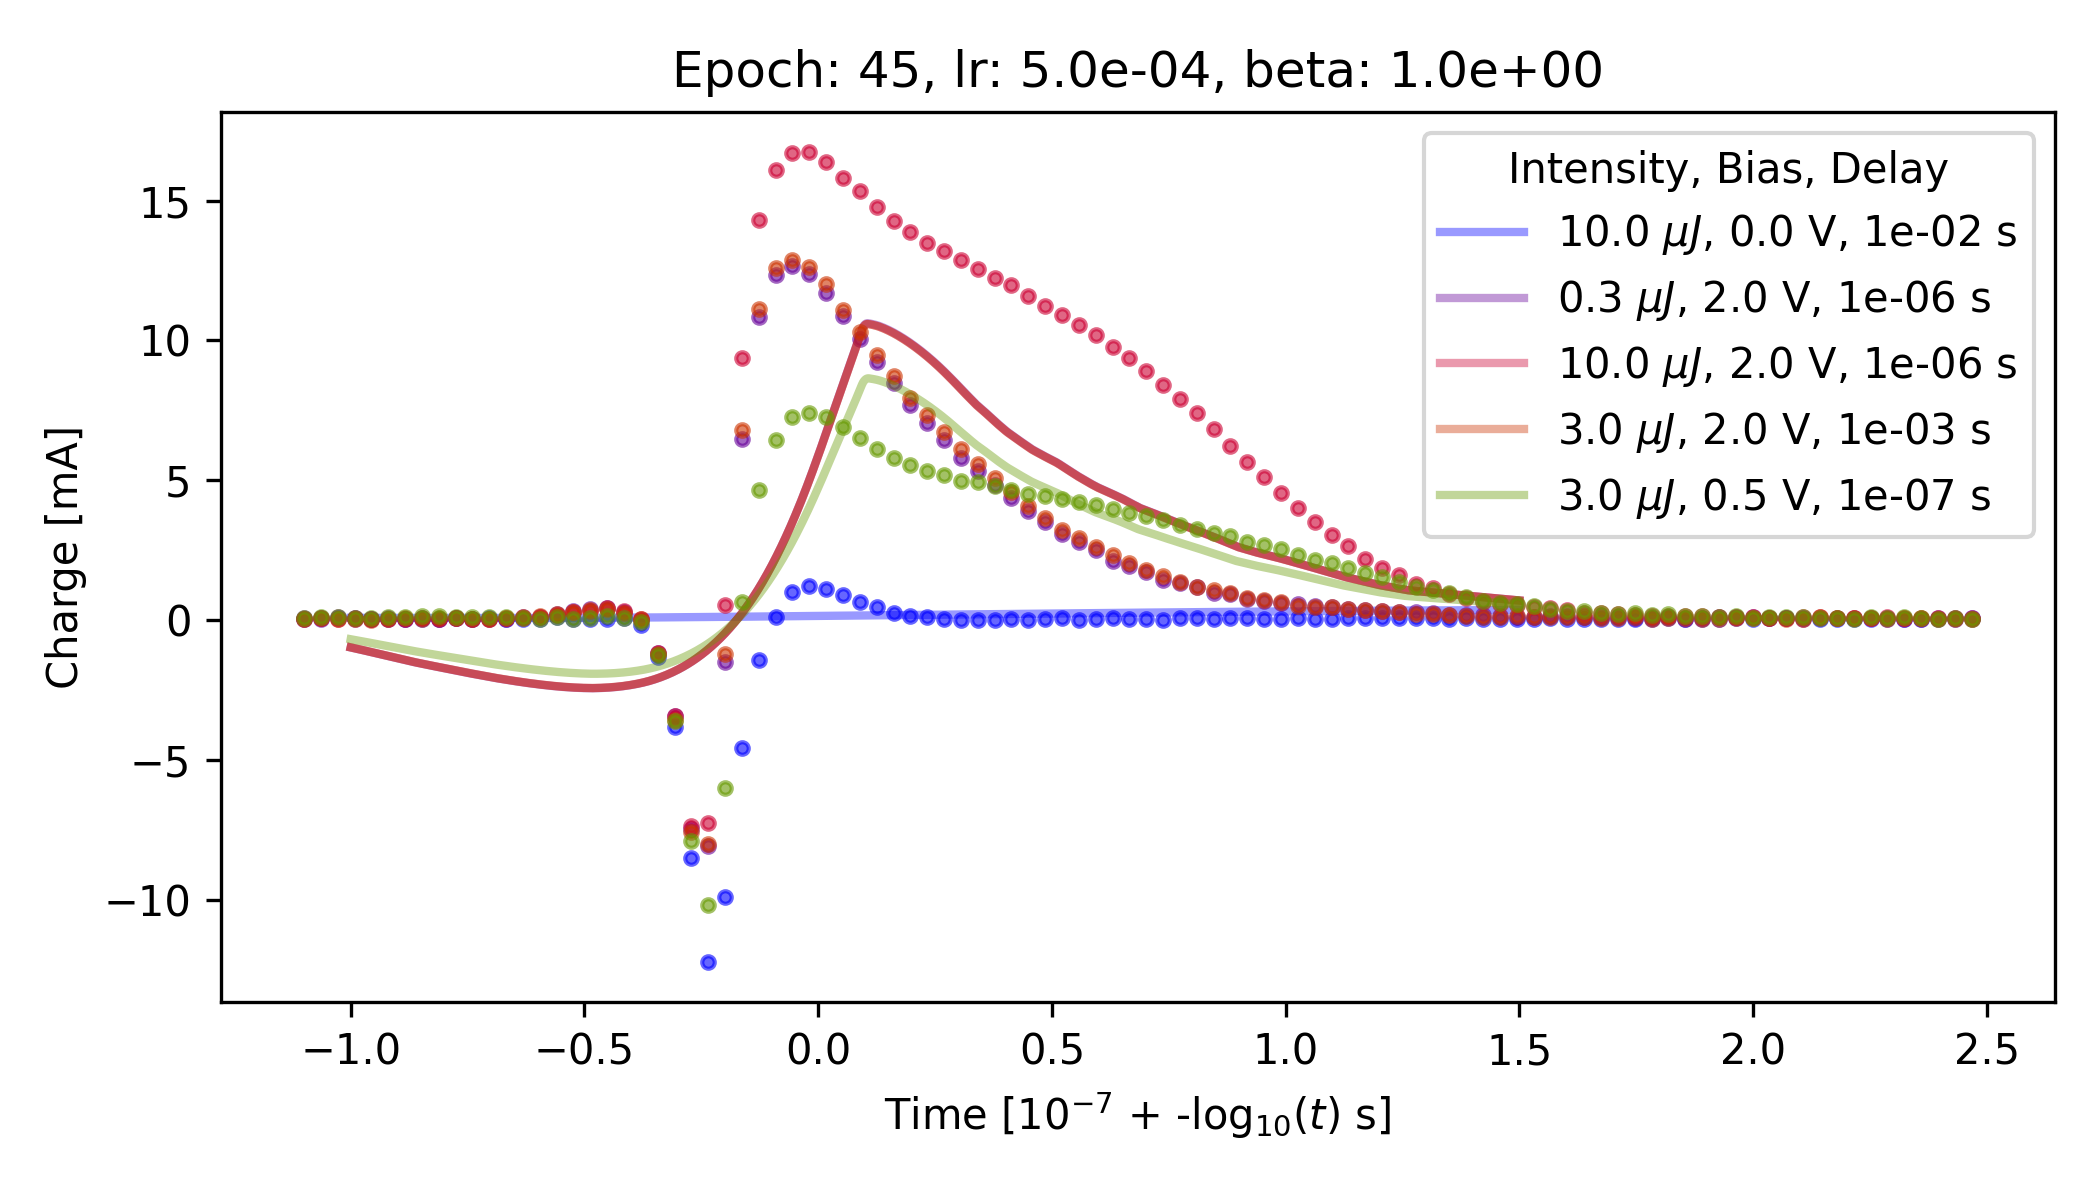 Epoch: 45, lr: 5.0e-04, beta: 1.0e+00
Charge [mA]
15
10
5
0
−5
−10
Intensity, Bias, Delay
10.0 μJ, 0.0 V, 1e-02 s
0.3 μJ, 2.0 V, 1e-06 s
10.0 μJ, 2.0 V, 1e-06 s
3.0 μJ, 2.0 V, 1e-03 s
3.0 μJ, 0.5 V, 1e-07 s
−1.0 −0.5 0.0 0.5 1.0 1.5 2.0 2.5
Time [10⁻⁷ + -log₁₀(t) s]